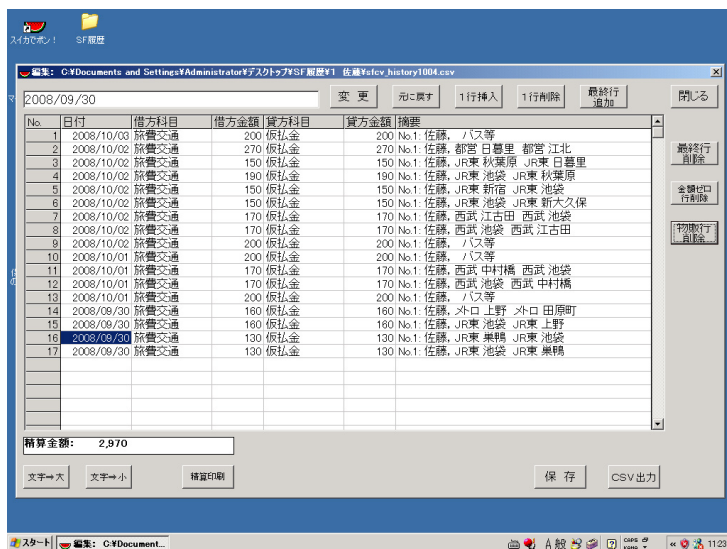 スイカでポン！ SF履歴
編集: C:¥Documents and Settings¥Administrator¥デスクトップ¥SF履歴¥1 佐藤¥sfcv_history1004.csv
2008/09/30 変 更 元に戻す 1行挿入 1行削除 最終行追加 閉じる
No. 日付 借方科目 借方金額 貸方科目 貸方金額 摘要
1 2008/10/03 旅費交通 200 仮払金 200 No.1: 佐藤, バス等
2 2008/10/02 旅費交通 270 仮払金 270 No.1: 佐藤, 都営 日暮里 都営 江北
3 2008/10/02 旅費交通 150 仮払金 150 No.1: 佐藤, JR東 秋葉原 JR東 日暮里
4 2008/10/02 旅費交通 190 仮払金 190 No.1: 佐藤, JR東 池袋 JR東 秋葉原
5 2008/10/02 旅費交通 150 仮払金 150 No.1: 佐藤, JR東 新宿 JR東 池袋
6 2008/10/02 旅費交通 150 仮払金 150 No.1: 佐藤, JR東 池袋 JR東 新大久保
7 2008/10/02 旅費交通 170 仮払金 170 No.1: 佐藤, 西武 江古田 西武 池袋
8 2008/10/02 旅費交通 170 仮払金 170 No.1: 佐藤, 西武 池袋 西武 江古田
9 2008/10/02 旅費交通 200 仮払金 200 No.1: 佐藤, バス等
10 2008/10/01 旅費交通 200 仮払金 200 No.1: 佐藤, バス等
11 2008/10/01 旅費交通 170 仮払金 170 No.1: 佐藤, 西武 中村橋 西武 池袋
12 2008/10/01 旅費交通 170 仮払金 170 No.1: 佐藤, 西武 池袋 西武 中村橋
13 2008/10/01 旅費交通 200 仮払金 200 No.1: 佐藤, バス等
14 2008/09/30 旅費交通 160 仮払金 160 No.1: 佐藤, メトロ 上野 メトロ 田原町
15 2008/09/30 旅費交通 160 仮払金 160 No.1: 佐藤, JR東 池袋 JR東 上野
16 2008/09/30 旅費交通 130 仮払金 130 No.1: 佐藤, JR東 巣鴨 JR東 池袋
17 2008/09/30 旅費交通 130 仮払金 130 No.1: 佐藤, JR東 池袋 JR東 巣鴨
最終行
削除
金額ゼロ
行削除
物販行
削除
精算金額: 2,970
文字⇒大 文字⇒小 精算印刷 保 存 CSV出力
スタート 編集: C:¥Document... A 般 CAPS KANA « 11:23